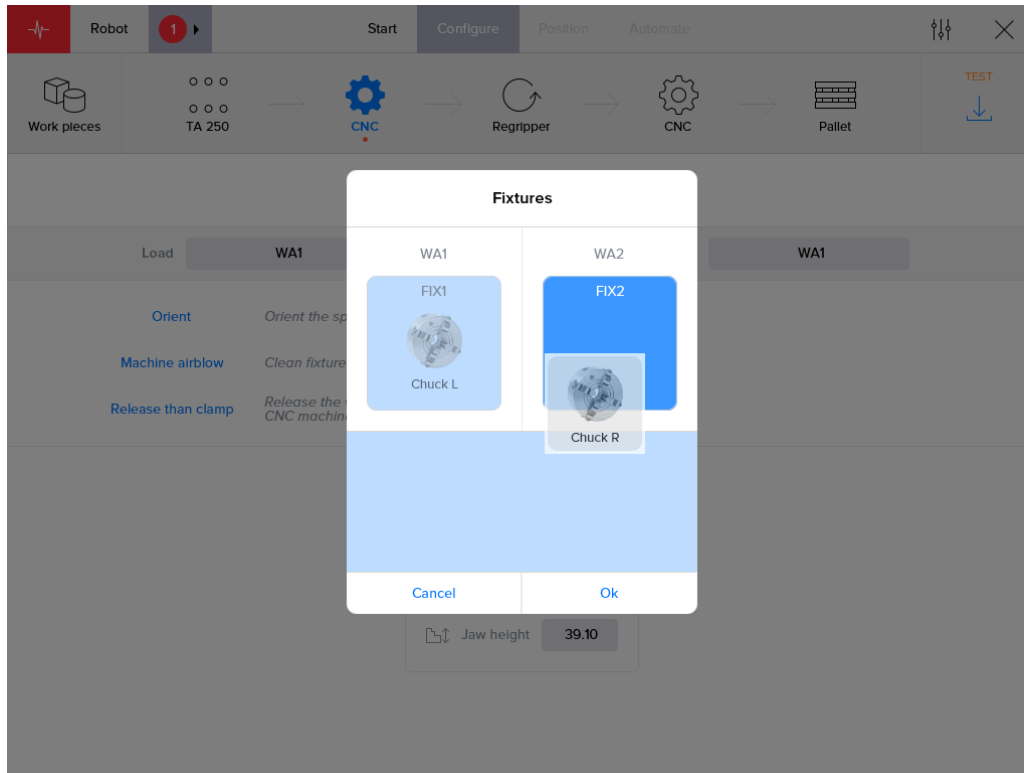 Robot
1
Start
Configure
Position
Automate
Work pieces
TA 250
CNC
Regripper
CNC
Pallet
TEST
Fixtures
Load
WA1
WA1
WA2
WA1
FIX1
FIX2
Orient
Orient the sp
Machine airblow
Clean fixture
Chuck L
Release than clamp
Release the
CNC machin
Chuck R
Cancel
Ok
Jaw height
39.10